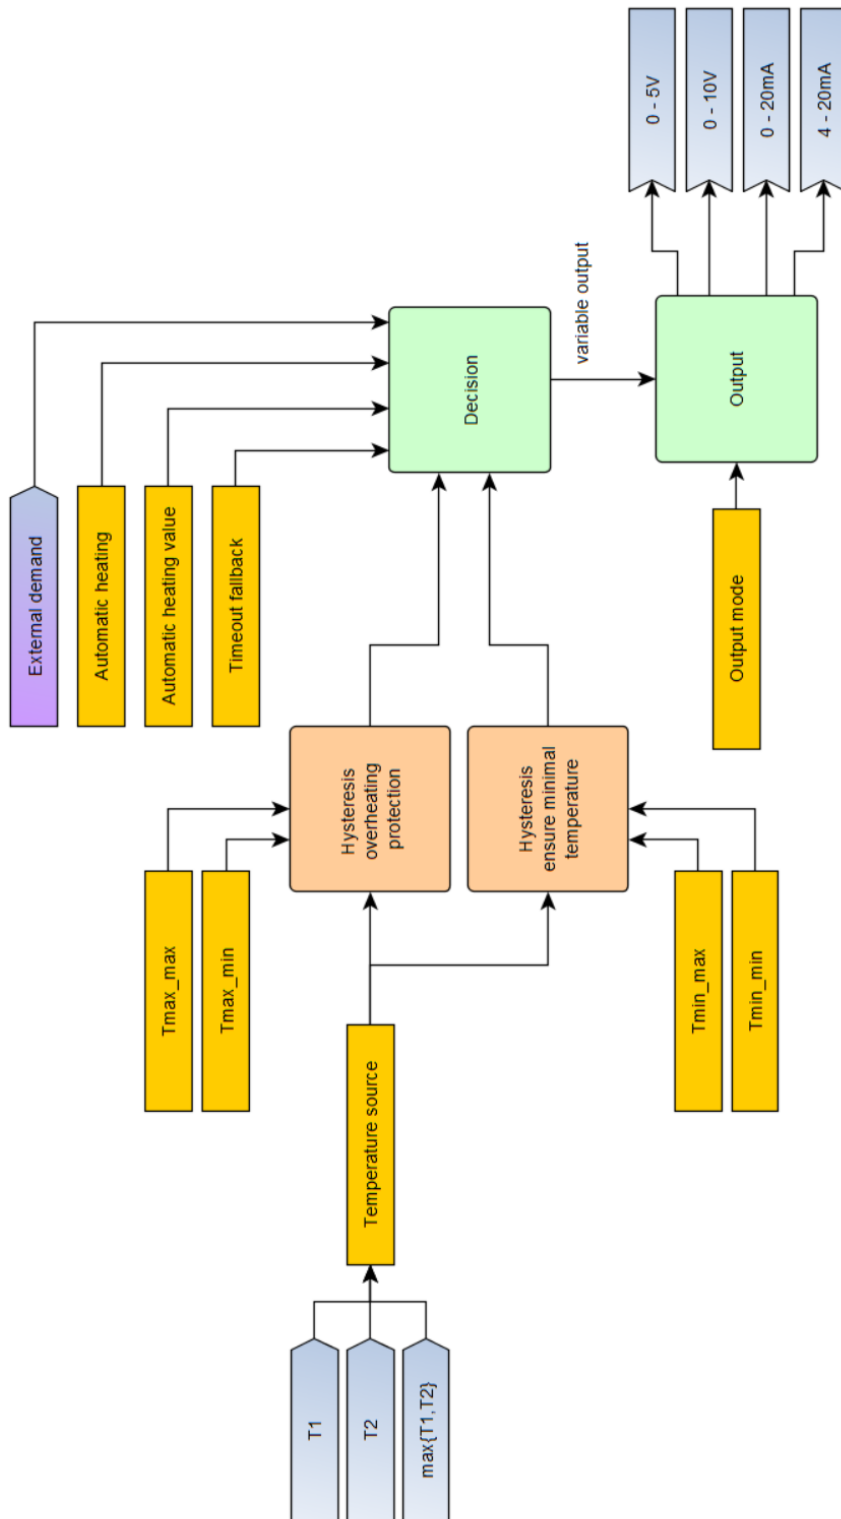 T1
T2
max{T1,T2}
Temperature source
Tmax_max
Tmax_min
Hysteresis
overheating
protection
Hysteresis
ensure minimal
temperature
Tmin_max
Tmin_min
External demand
Automatic heating
Automatic heating value
Timeout fallback
Decision
variable output
Output mode
Output
0 - 5V
0 - 10V
0 - 20mA
4 - 20mA